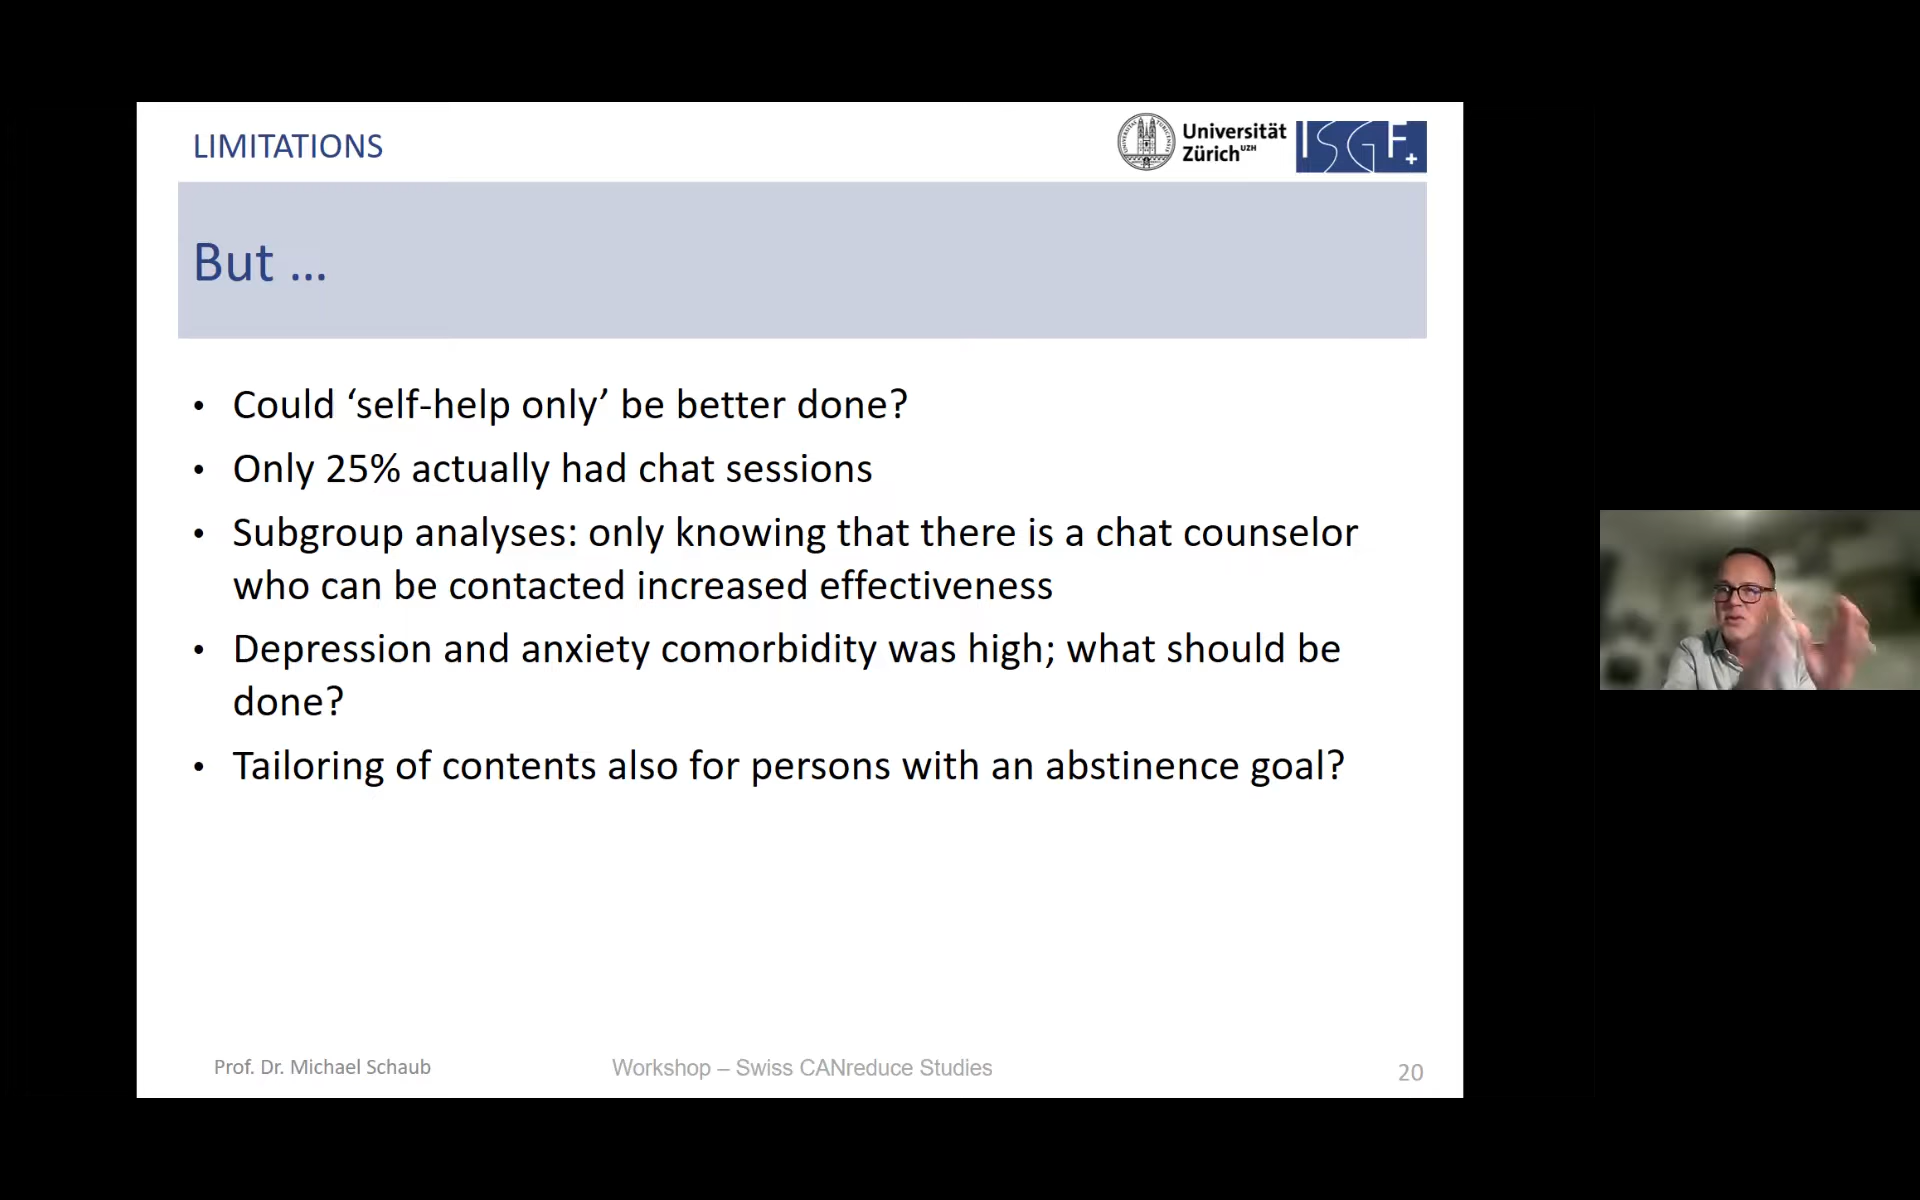 LIMITATIONS
Universität
Zürich UZH
ISGF+
But ...
• Could ‘self-help only’ be better done?
• Only 25% actually had chat sessions
• Subgroup analyses: only knowing that there is a chat counselor
who can be contacted increased effectiveness
• Depression and anxiety comorbidity was high; what should be
done?
• Tailoring of contents also for persons with an abstinence goal?
Prof. Dr. Michael Schaub
Workshop – Swiss CANreduce Studies
20